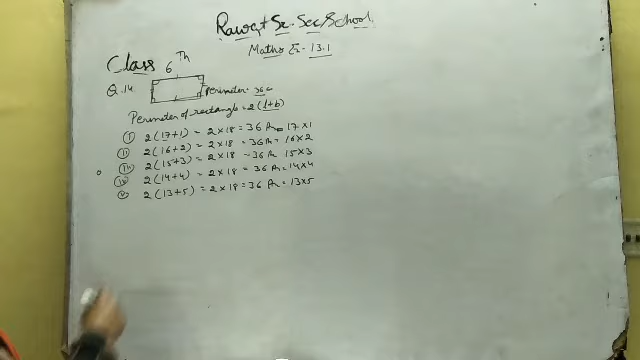 Rawat Sr. Sec School
Maths Ex- 13.1
Class 6Th
Q.14. Perimeter- 36
Perimeter of rectangle = 2(l+b)
(I) 2(17+1) = 2×18 = 36 Ar = 17×1
(II) 2(16+2) = 2×18 = 36 Ar = 16×2
(III) 2(15+3) = 2×18 = 36 Ar 15×3
(IV) 2(14+4) = 2×18 = 36 Ar = 14×4
(V) 2(13+5) = 2×18 = 36 Ar = 13×5